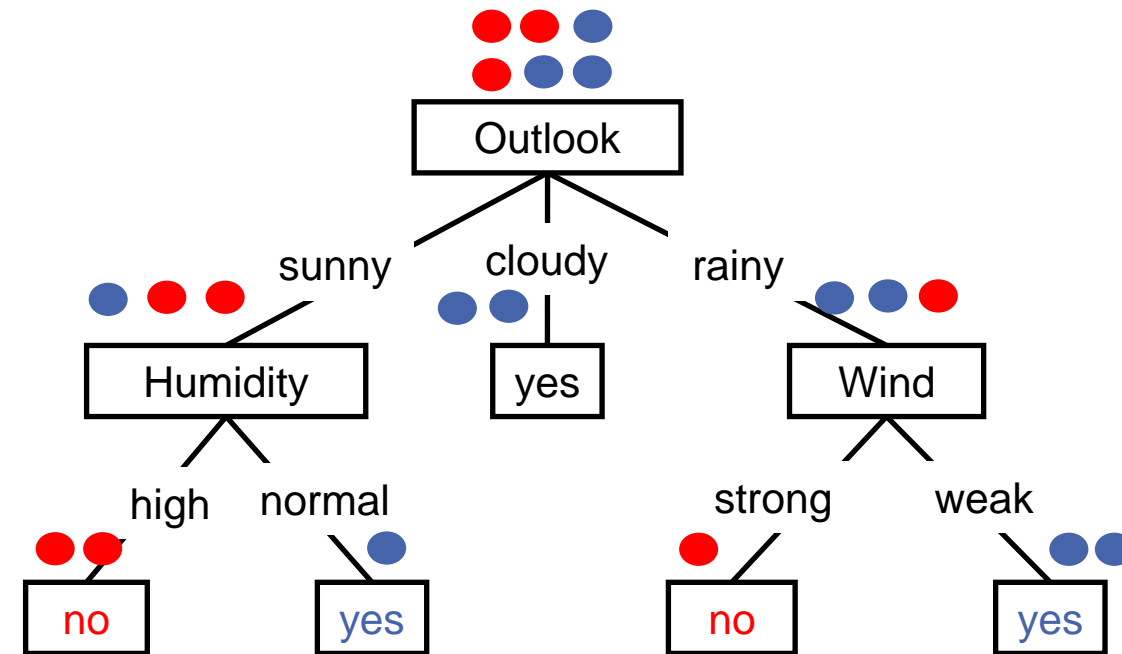 Outlook
sunny cloudy rainy
Humidity yes Wind
high normal strong weak
no yes no yes